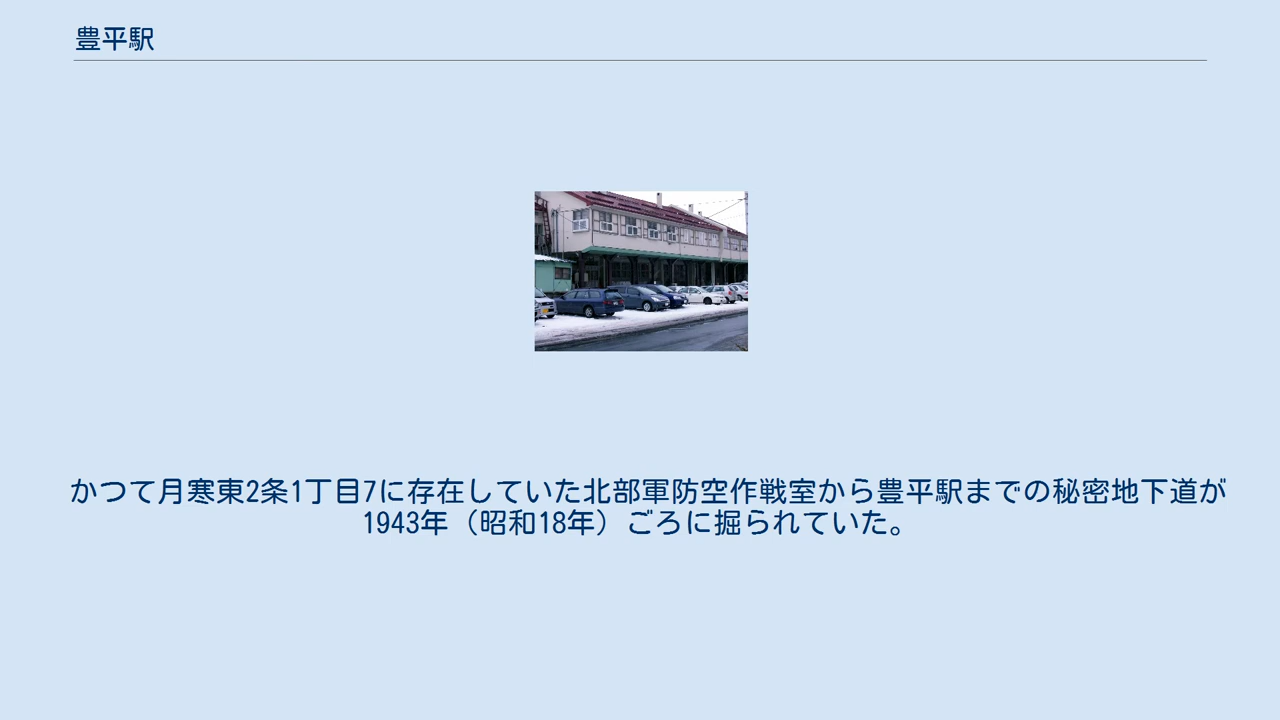 豊平駅
かつて月寒東2条1丁目7に存在していた北部軍防空作戦室から豊平駅までの秘密地下道が
1943年（昭和18年）ごろに掘られていた。